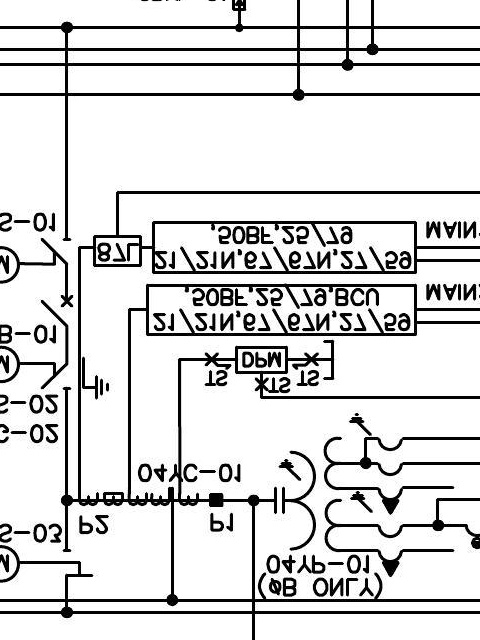 (ØB ONLY)
04YP-01
S-03
P2
P1
04YC-01
C-02
S-02
TS
TS
TS
DPM
B-01
21/21N,67/67N,27/59
,50BF,25/79,BCU
MAIN
87L
21/21N,67/67N,27/59
,50BF,25/79
MAIN
S-01
M
M
M